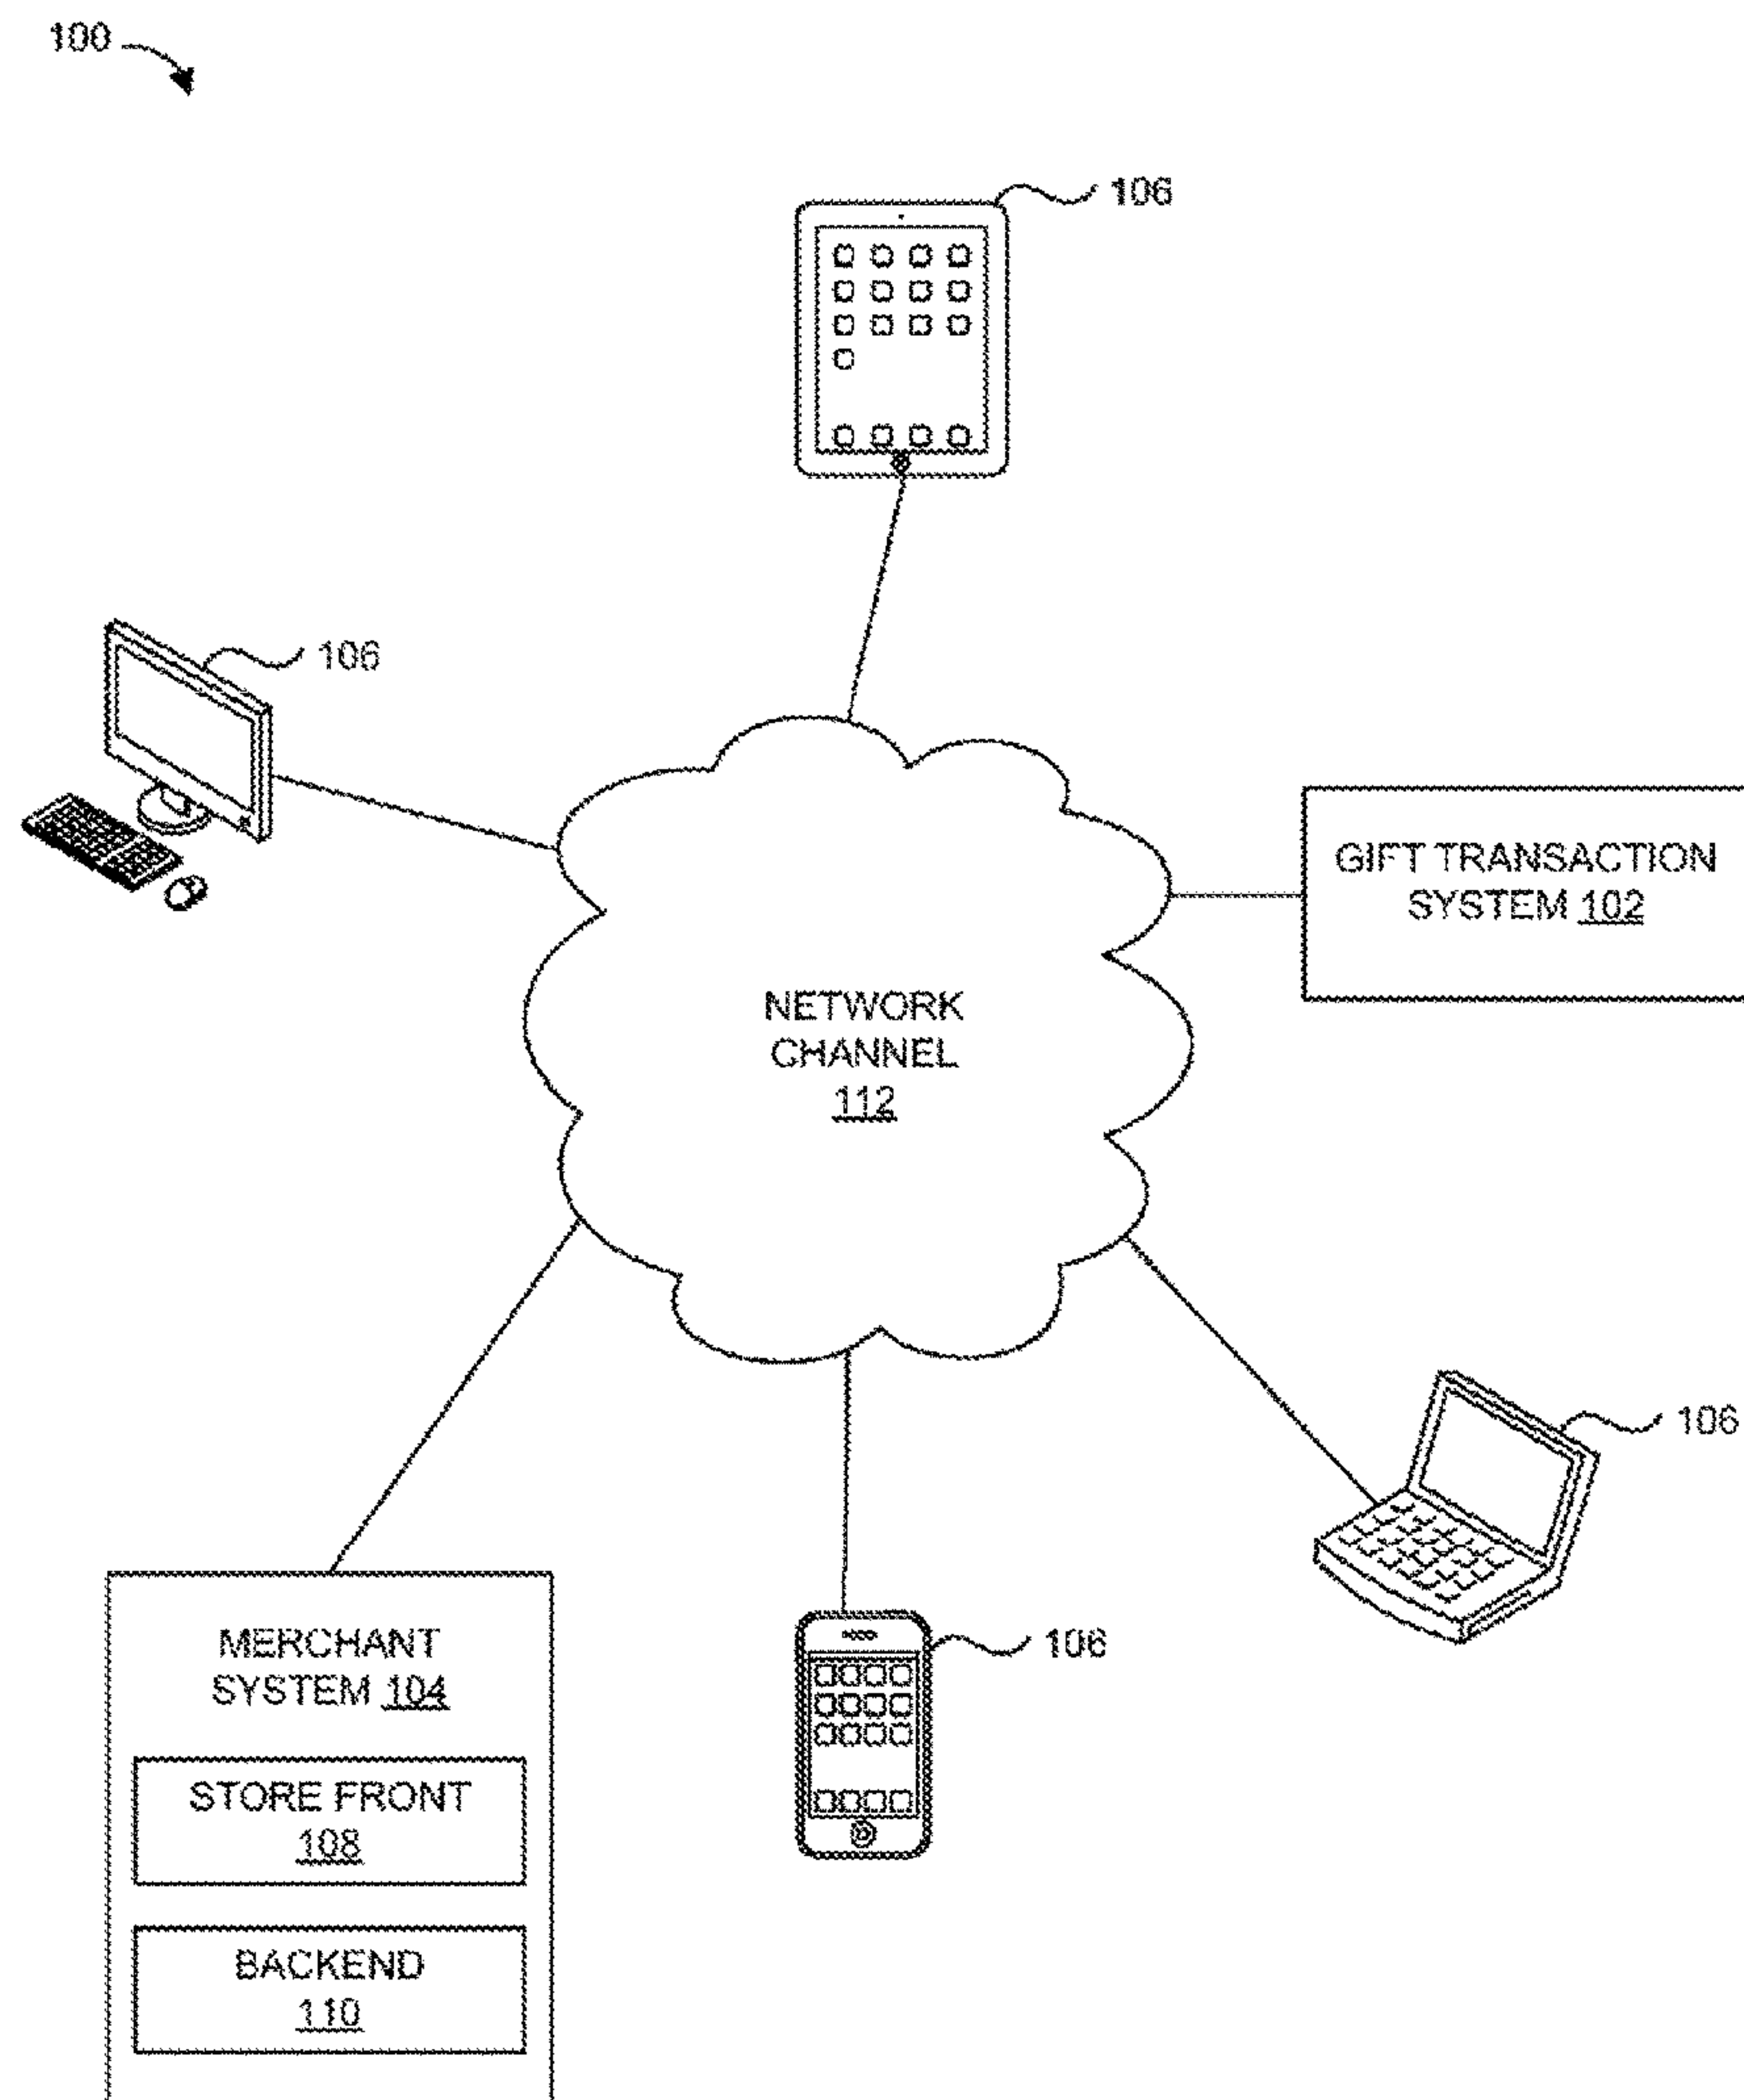 100
106
106
GIFT TRANSACTION
SYSTEM 102
NETWORK
CHANNEL
112
106
MERCHANT
SYSTEM 104
106
STORE FRONT
108
BACKEND
110